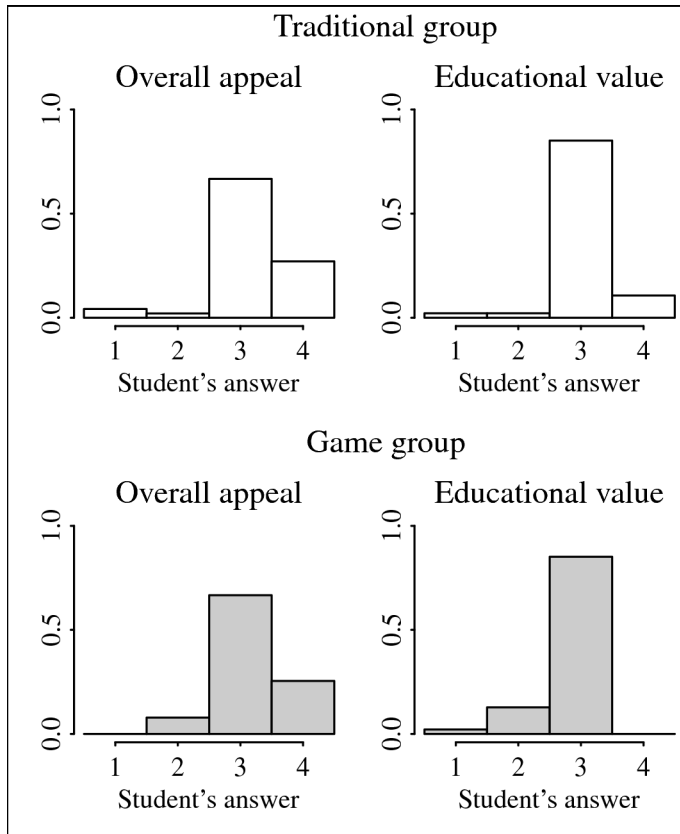 Traditional group
Overall appeal
Educational value
1.0
0.5
0.0
1 2 3 4
Student's answer
1.0
0.5
0.0
1 2 3 4
Student's answer
Game group
Overall appeal
Educational value
1.0
0.5
0.0
1 2 3 4
Student's answer
1.0
0.5
0.0
1 2 3 4
Student's answer